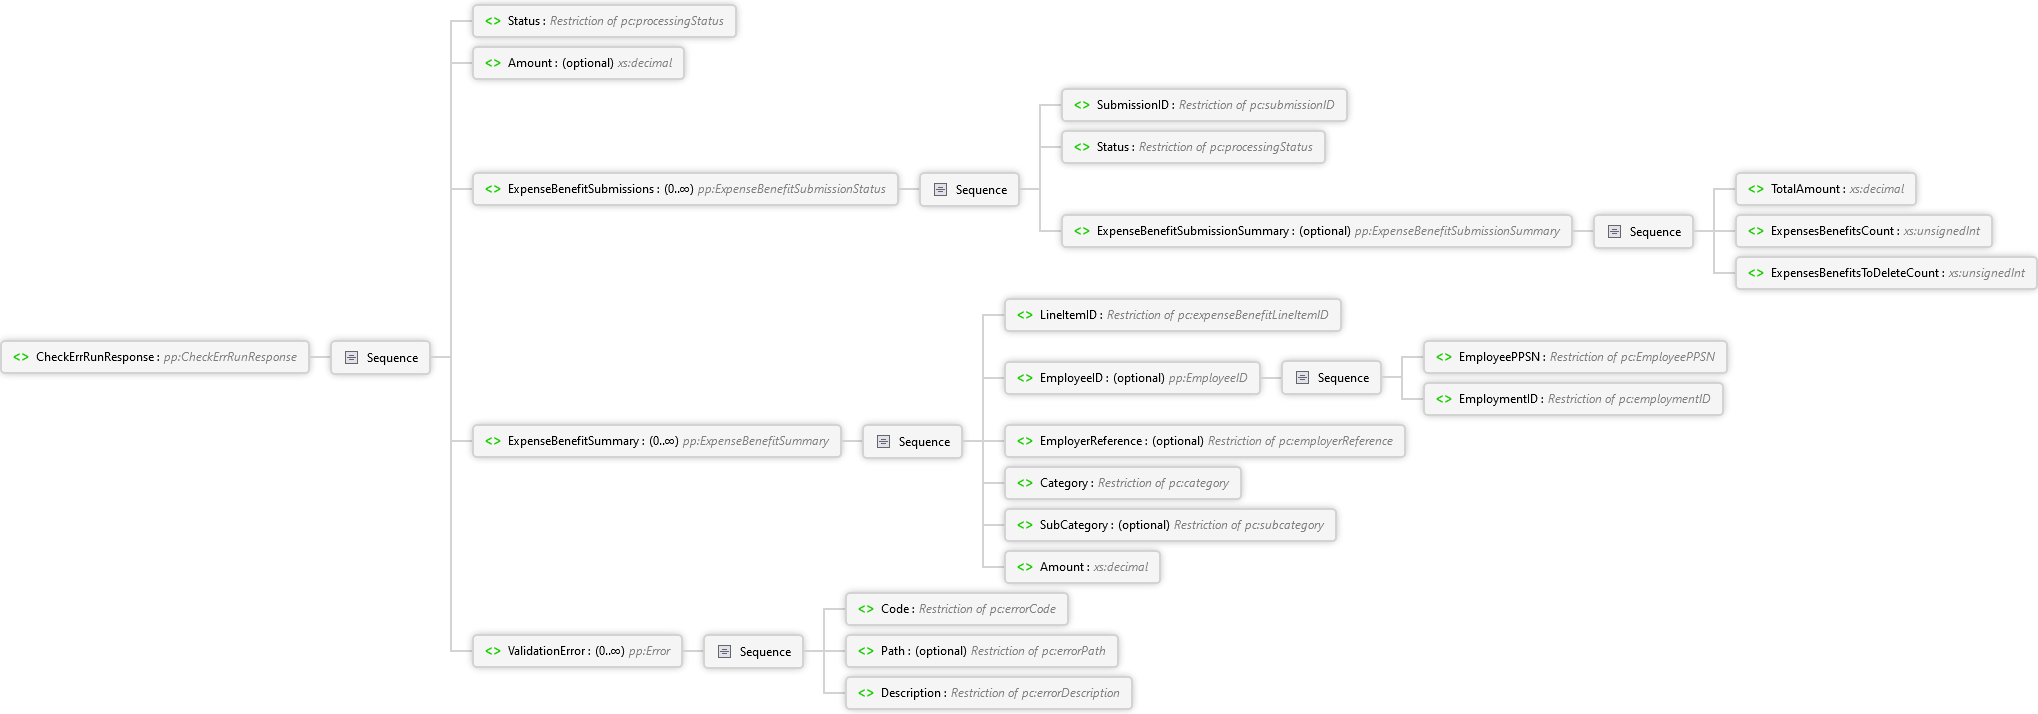 <> Status : Restriction of pc:processingStatus
<> Amount : (optional) xs:decimal
<> SubmissionID : Restriction of pc:submissionID
<> Status : Restriction of pc:processingStatus
<> ExpenseBenefitSubmissions : (0..∞) pp:ExpenseBenefitSubmissionStatus
Sequence
<> TotalAmount : xs:decimal
<> ExpenseBenefitSubmissionSummary : (optional) pp:ExpenseBenefitSubmissionSummary
Sequence
<> ExpensesBenefitsCount : xs:unsignedInt
<> ExpensesBenefitsToDeleteCount : xs:unsignedInt
<> LineItemID : Restriction of pc:expenseBenefitLineItemID
<> CheckErrRunResponse : pp:CheckErrRunResponse
Sequence
<> EmployeeID : (optional) pp:EmployeeID
Sequence
<> EmployeePPSN : Restriction of pc:EmployeePPSN
<> EmploymentID : Restriction of pc:employmentID
<> ExpenseBenefitSummary : (0..∞) pp:ExpenseBenefitSummary
Sequence
<> EmployerReference : (optional) Restriction of pc:employerReference
<> Category : Restriction of pc:category
<> SubCategory : (optional) Restriction of pc:subcategory
<> Amount : xs:decimal
<> Code : Restriction of pc:errorCode
<> ValidationError : (0..∞) pp:Error
Sequence
<> Path : (optional) Restriction of pc:errorPath
<> Description : Restriction of pc:errorDescription